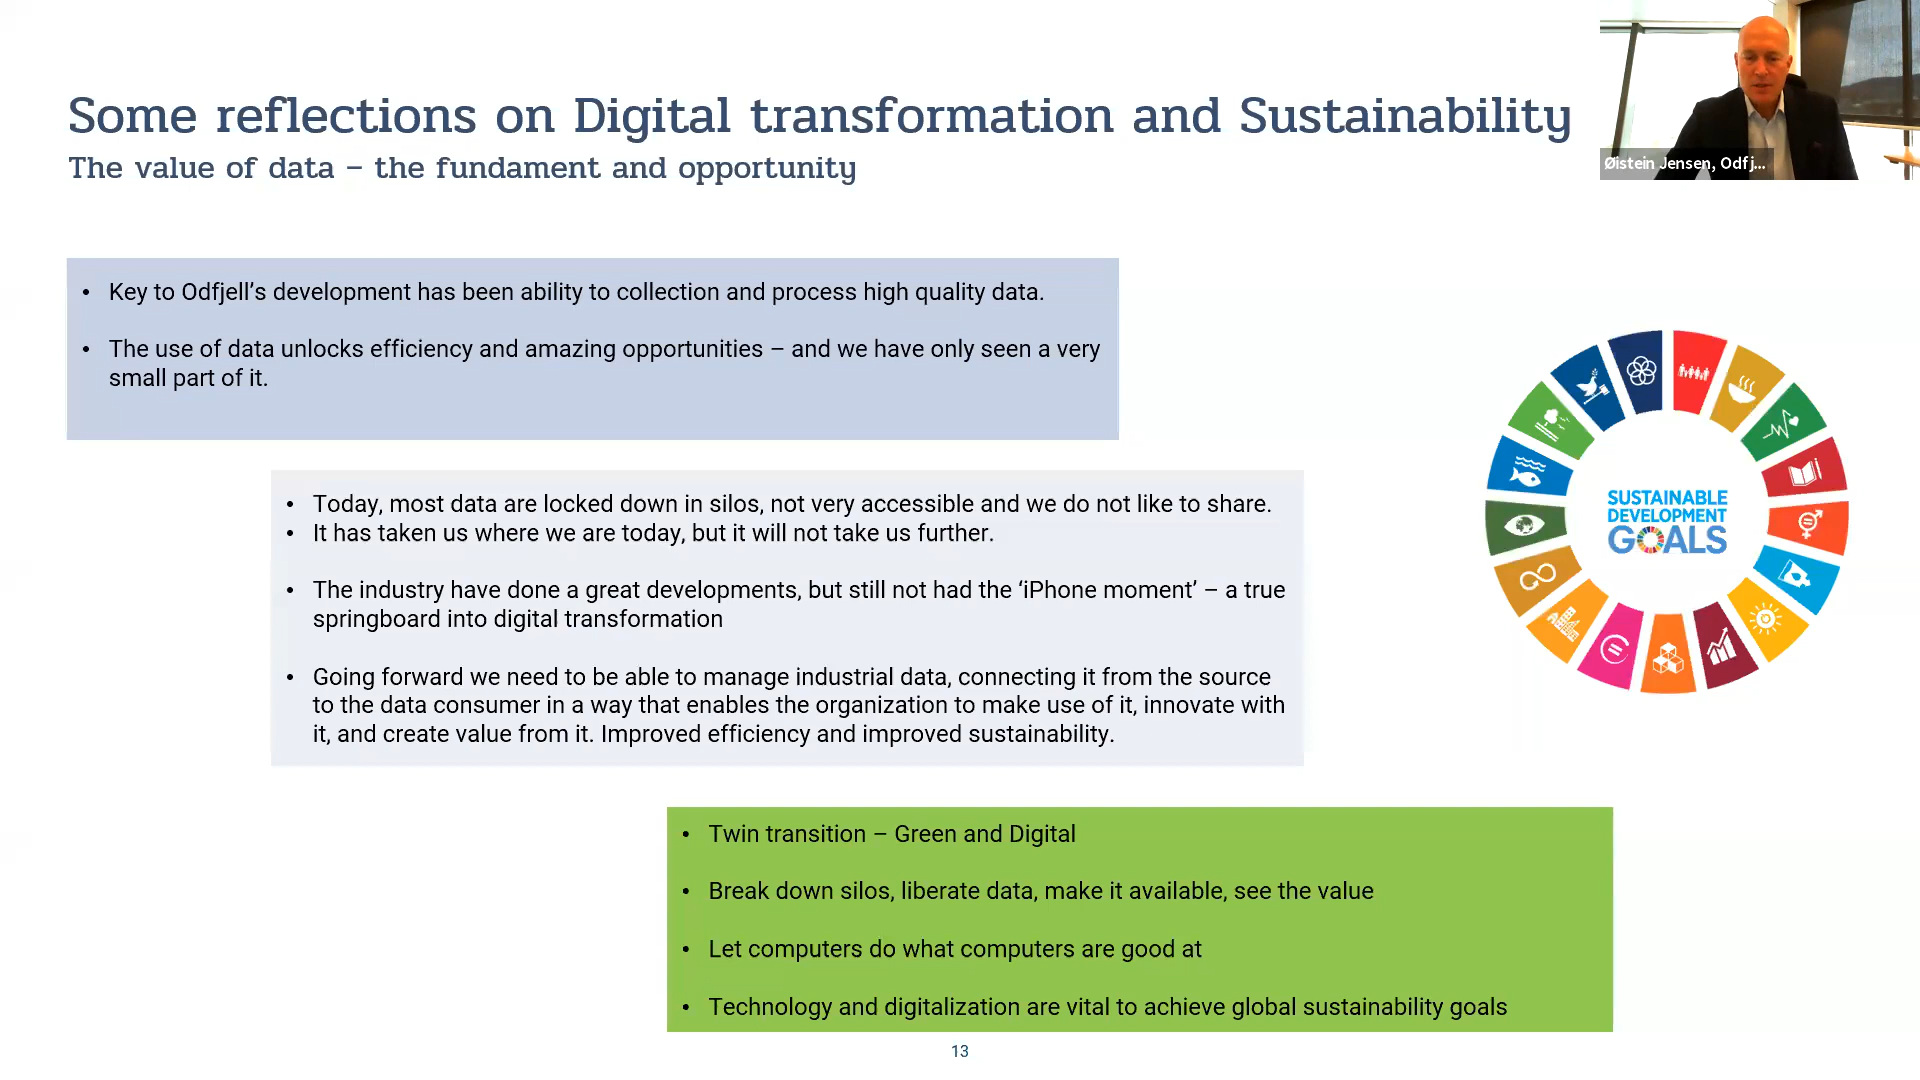 Some reflections on Digital transformation and Sustainability
The value of data – the fundament and opportunity
Øistein Jensen, Odfj...
• Key to Odfjell’s development has been ability to collection and process high quality data.
• The use of data unlocks efficiency and amazing opportunities – and we have only seen a very
small part of it.
• Today, most data are locked down in silos, not very accessible and we do not like to share.
• It has taken us where we are today, but it will not take us further.
• The industry have done a great developments, but still not had the ‘iPhone moment’ – a true
springboard into digital transformation
• Going forward we need to be able to manage industrial data, connecting it from the source
to the data consumer in a way that enables the organization to make use of it, innovate with
it, and create value from it. Improved efficiency and improved sustainability.
SUSTAINABLE
DEVELOPMENT
GOALS
• Twin transition – Green and Digital
• Break down silos, liberate data, make it available, see the value
• Let computers do what computers are good at
• Technology and digitalization are vital to achieve global sustainability goals
13